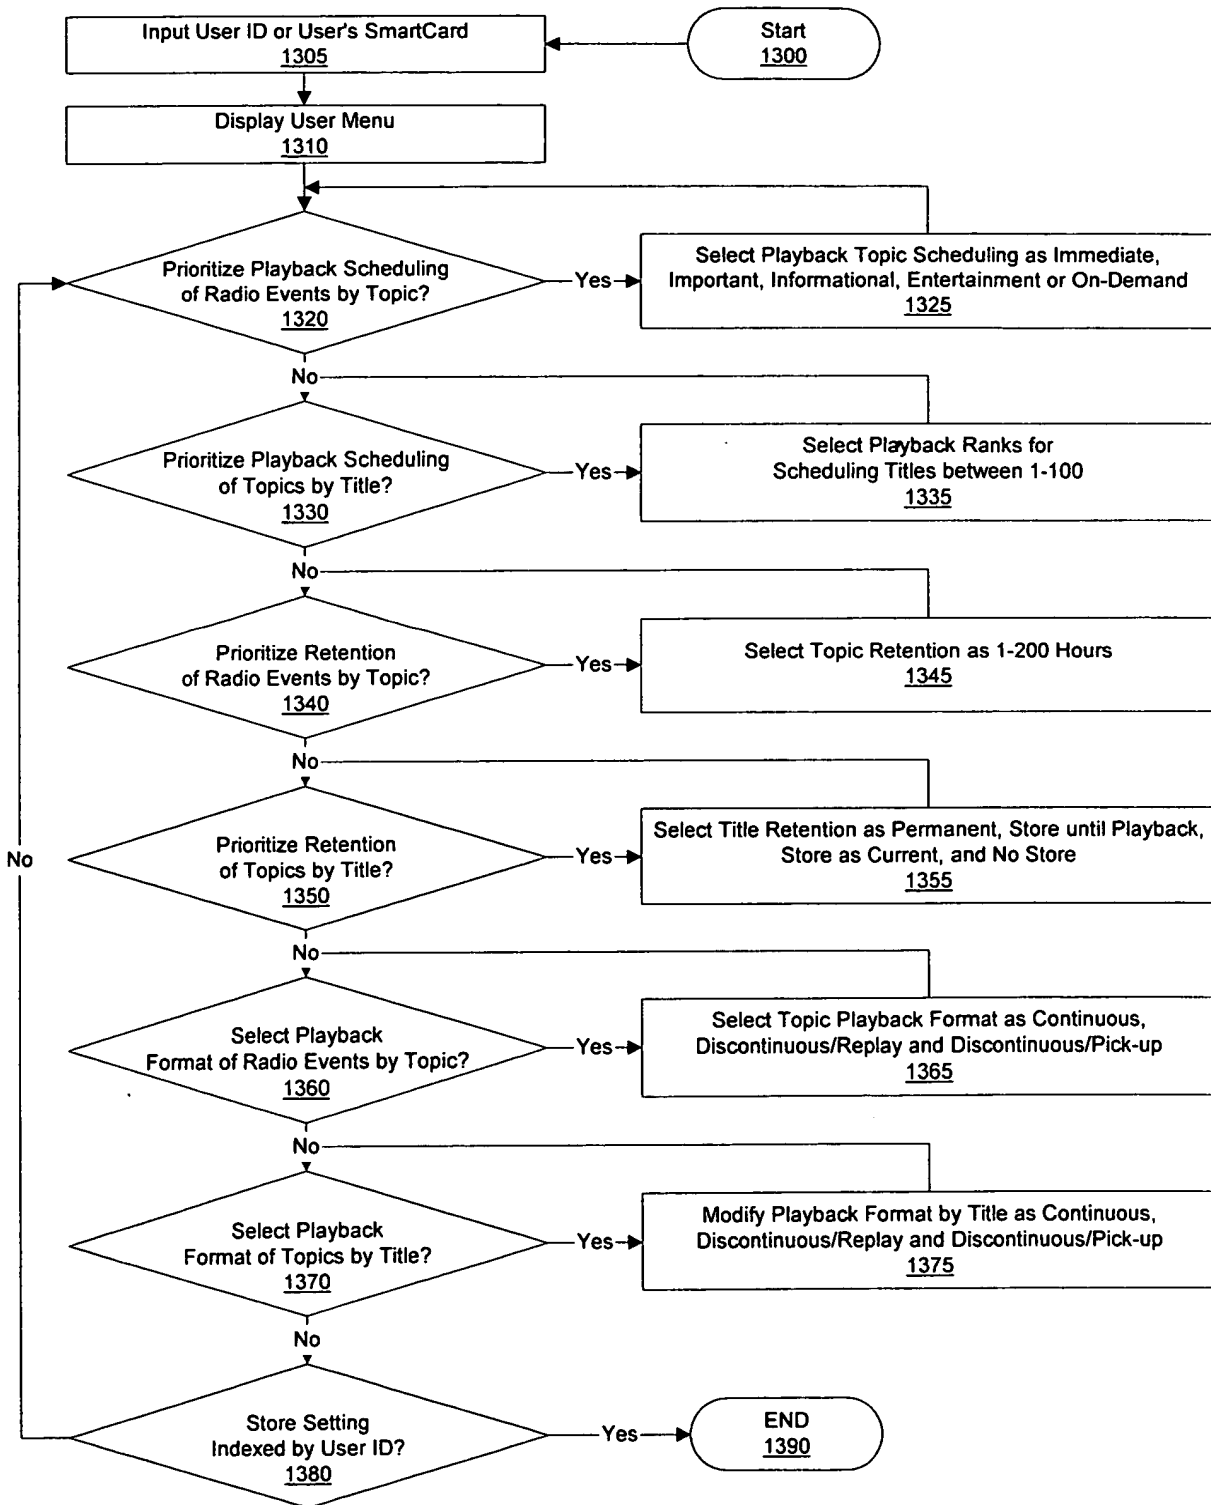 Input User ID or User's SmartCard
1305
Start
1300
Display User Menu
1310
Prioritize Playback Scheduling
of Radio Events by Topic?
1320
Yes
Select Playback Topic Scheduling as Immediate,
Important, Informational, Entertainment or On-Demand
1325
No
Prioritize Playback Scheduling
of Topics by Title?
1330
Yes
Select Playback Ranks for
Scheduling Titles between 1-100
1335
No
Prioritize Retention
of Radio Events by Topic?
1340
Yes
Select Topic Retention as 1-200 Hours
1345
No
Prioritize Retention
of Topics by Title?
1350
Yes
Select Title Retention as Permanent, Store until Playback,
Store as Current, and No Store
1355
No
No
Select Playback
Format of Radio Events by Topic?
1360
Yes
Select Topic Playback Format as Continuous,
Discontinuous/Replay and Discontinuous/Pick-up
1365
No
Select Playback
Format of Topics by Title?
1370
Yes
Modify Playback Format by Title as Continuous,
Discontinuous/Replay and Discontinuous/Pick-up
1375
No
Store Setting
Indexed by User ID?
1380
Yes
END
1390